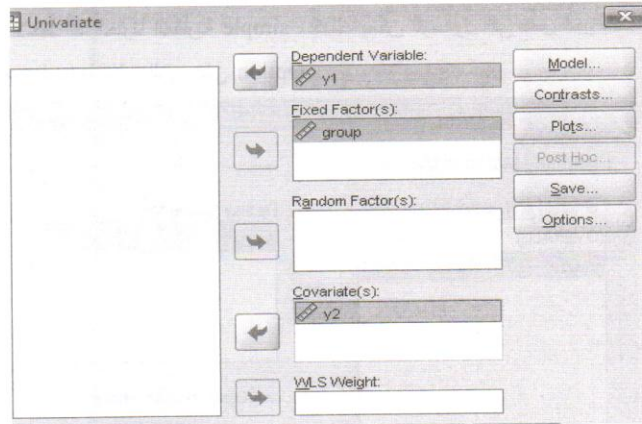 Univariate
Dependent Variable:
y1
Fixed Factor(s):
group
Random Factor(s):
Covariate(s):
y2
WLS Weight:
Model...
Contrasts...
Plots...
Post Hoc...
Save...
Options...